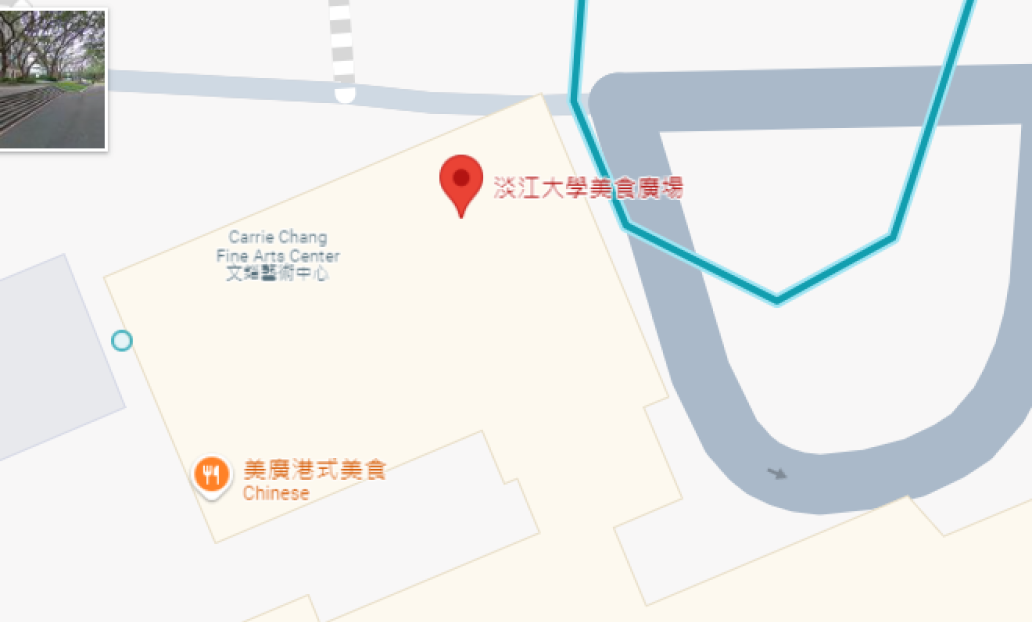 淡江大學美食廣場
Carrie Chang
Fine Arts Center
文錙藝術中心
美廣港式美食
Chinese